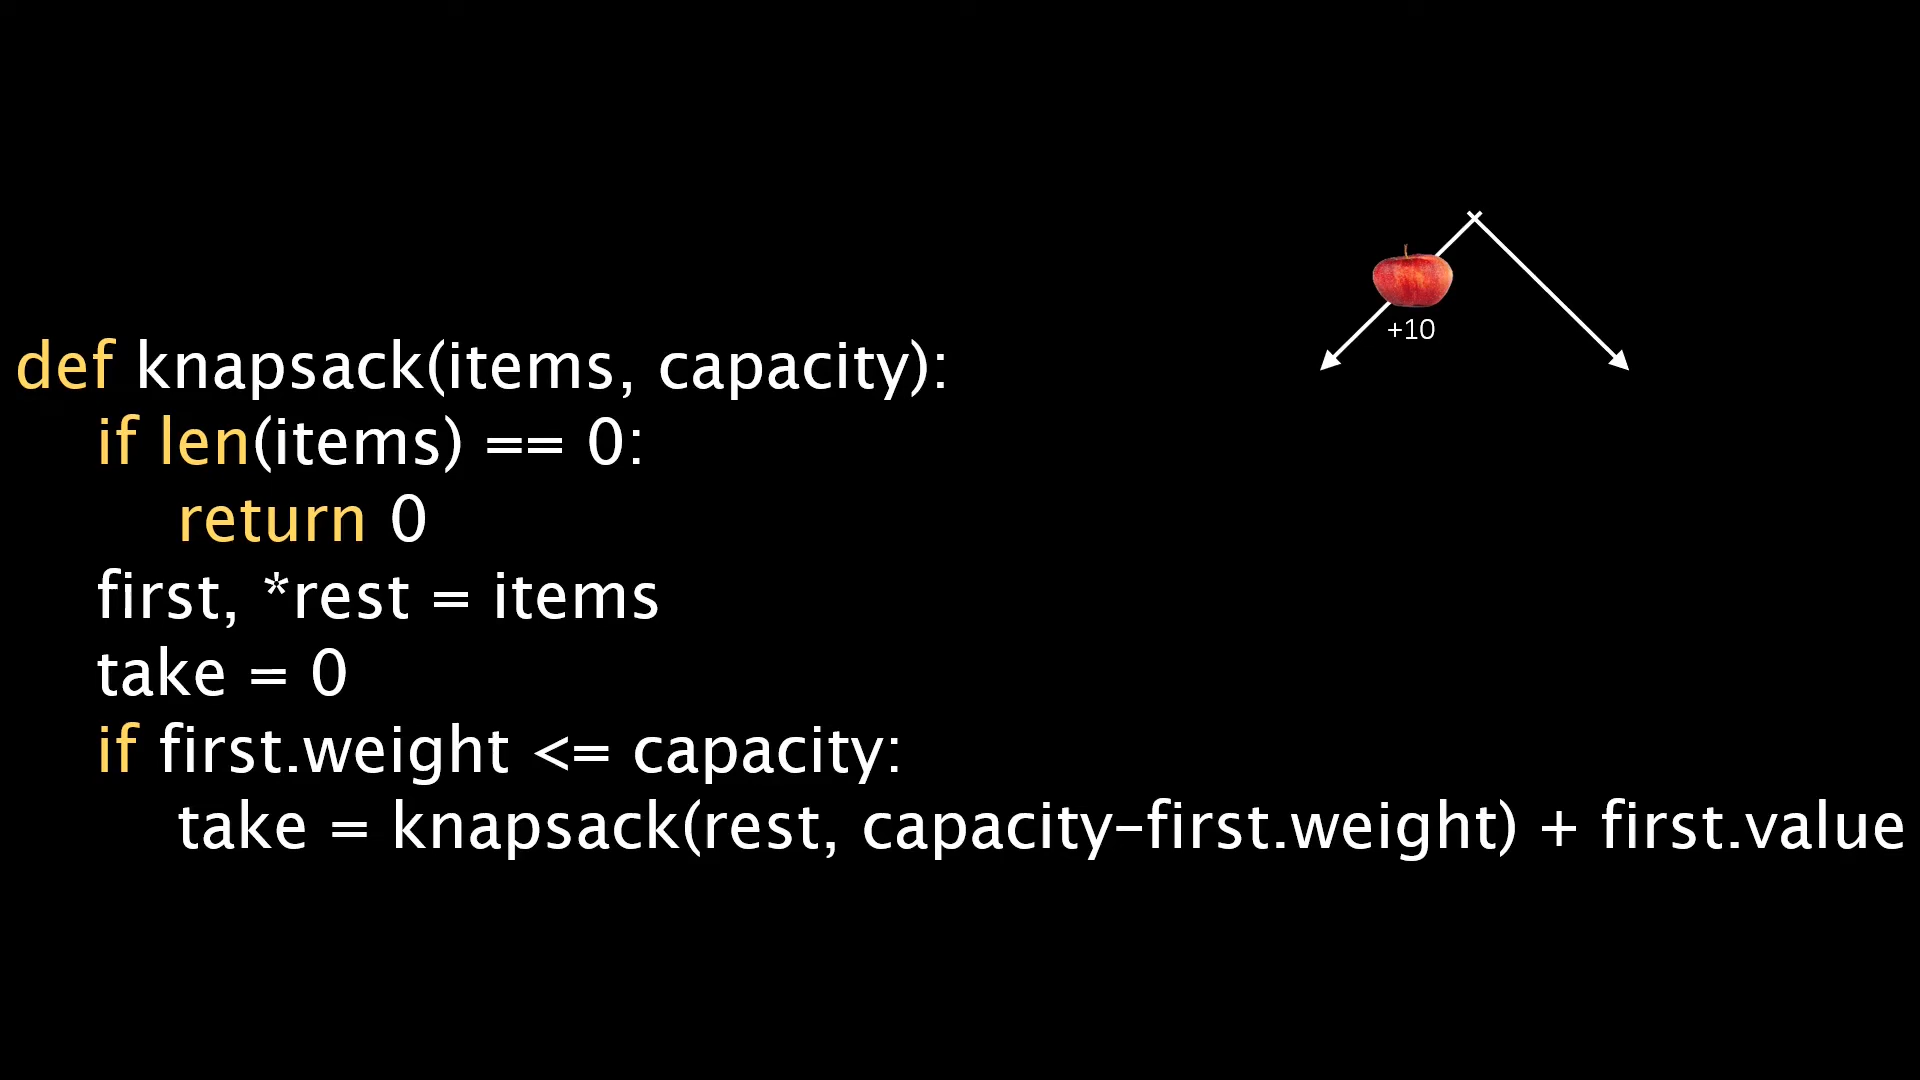 def knapsack(items, capacity):
if len(items) == 0:
return 0
first, *rest = items
take = 0
if first.weight <= capacity:
take = knapsack(rest, capacity-first.weight) + first.value
+10